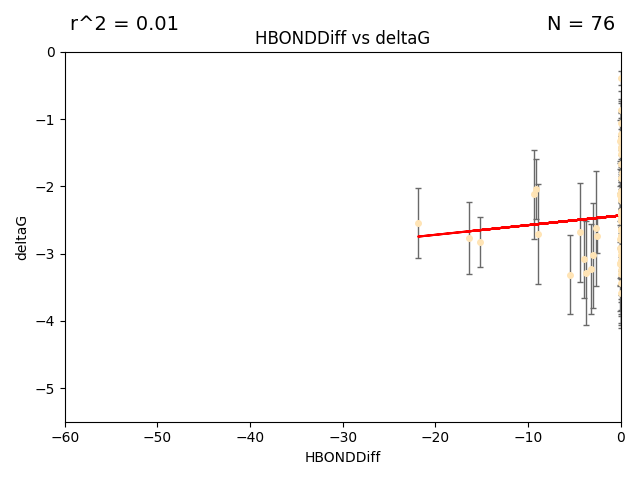 r^2 = 0.01
N = 76
HBONDDiff vs deltaG
deltaG
0
−1
−2
−3
−4
−5
−60
−50
−40
−30
−20
−10
0
HBONDDiff